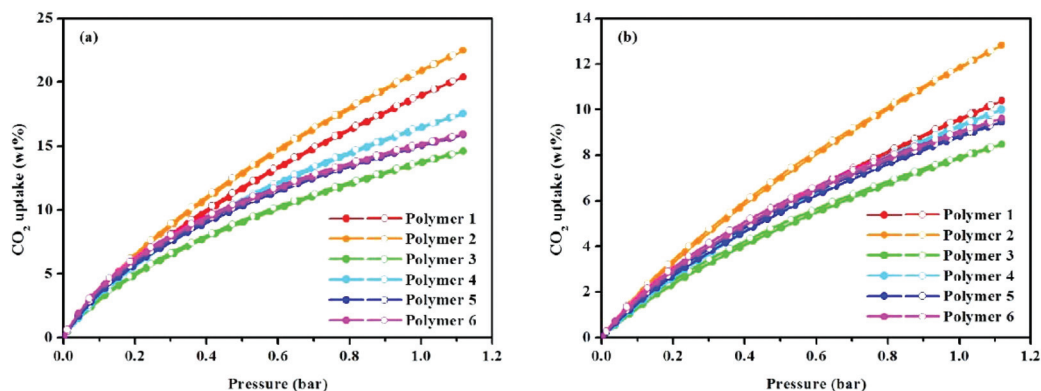 (a)
CO2 uptake (wt%)
25
20
15
10
5
0
Polymer 1
Polymer 2
Polymer 3
Polymer 4
Polymer 5
Polymer 6
0.0 0.2 0.4 0.6 0.8 1.0 1.2
Pressure (bar)
(b)
CO2 uptake (wt%)
14
12
10
8
6
4
2
0
Polymer 1
Polymer 2
Polymer 3
Polymer 4
Polymer 5
Polymer 6
0.0 0.2 0.4 0.6 0.8 1.0 1.2
Pressure (bar)